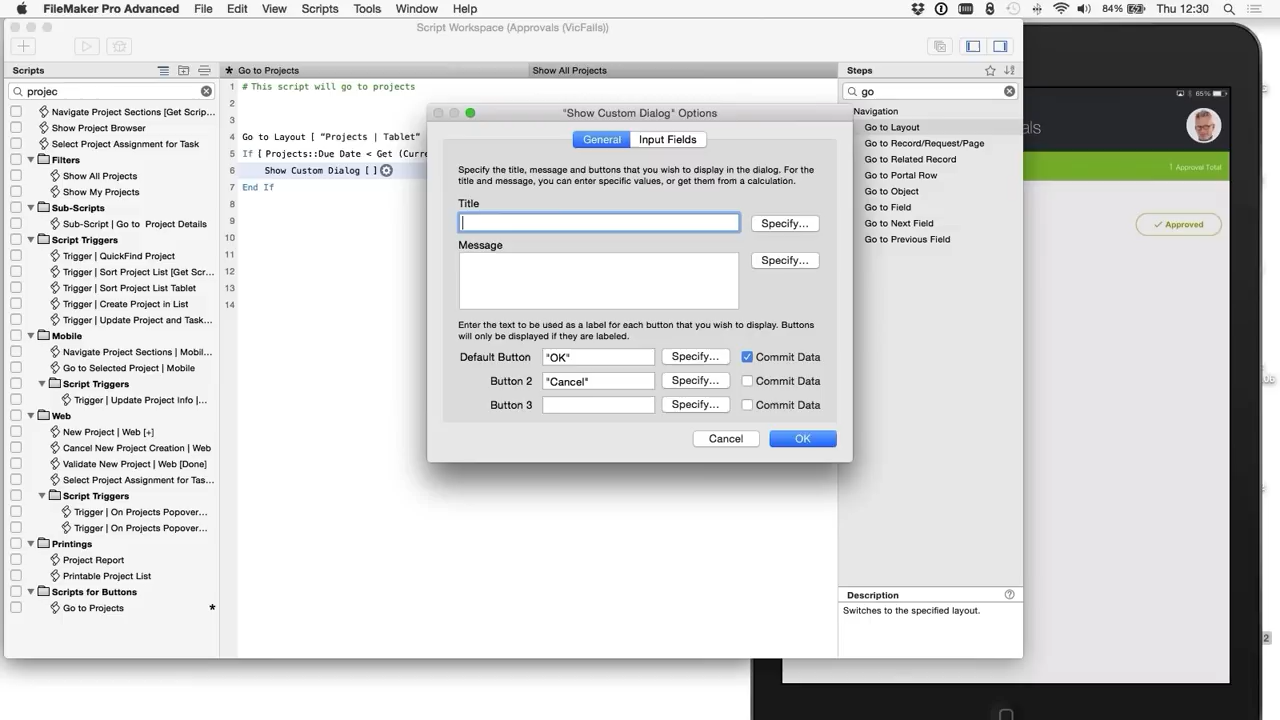 FileMaker Pro Advanced File Edit View Scripts Tools Window Help 84% Thu 12:30
Script Workspace (Approvals (VicFalls))
Scripts
projec
Navigate Project Sections [Get Scrip...
Show Project Browser
Select Project Assignment for Task
Filters
Show All Projects
Show My Projects
Sub-Scripts
Sub-Script | Go to Project Details
Script Triggers
Trigger | QuickFind Project
Trigger | Sort Project List [Get Scr...
Trigger | Sort Project List Tablet
Trigger | Create Project in List
Trigger | Update Project and Task...
Mobile
Navigate Project Sections | Mobil...
Go to Selected Project | Mobile
Script Triggers
Trigger | Update Project Info |...
Web
New Project | Web [+]
Cancel New Project Creation | Web
Validate New Project | Web [Done]
Select Project Assignment for Tas...
Script Triggers
Trigger | On Projects Popover...
Trigger | On Projects Popover...
Printings
Project Report
Printable Project List
Scripts for Buttons
Go to Projects *
* Go to Projects
Show All Projects
1 # This script will go to projects
2
3
4 Go to Layout [ "Projects | Tablet"
5 If [ Projects::Due Date < Get (Curre
6 Show Custom Dialog [ ]
7 End If
8
9
10
11
12
13
14
"Show Custom Dialog" Options
General Input Fields
Specify the title, message and buttons that you wish to display in the dialog. For the
title and message, you can enter specific values, or get them from a calculation.
Title
Specify...
Message
Specify...
Enter the text to be used as a label for each button that you wish to display. Buttons
will only be displayed if they are labeled.
Default Button "OK" Specify... Commit Data
Button 2 "Cancel" Specify... Commit Data
Button 3 Specify... Commit Data
Cancel OK
Steps
go
Navigation
Go to Layout
Go to Record/Request/Page
Go to Related Record
Go to Portal Row
Go to Object
Go to Field
Go to Next Field
Go to Previous Field
Description
Switches to the specified layout.
65%
als
1 Approval Total
Approved